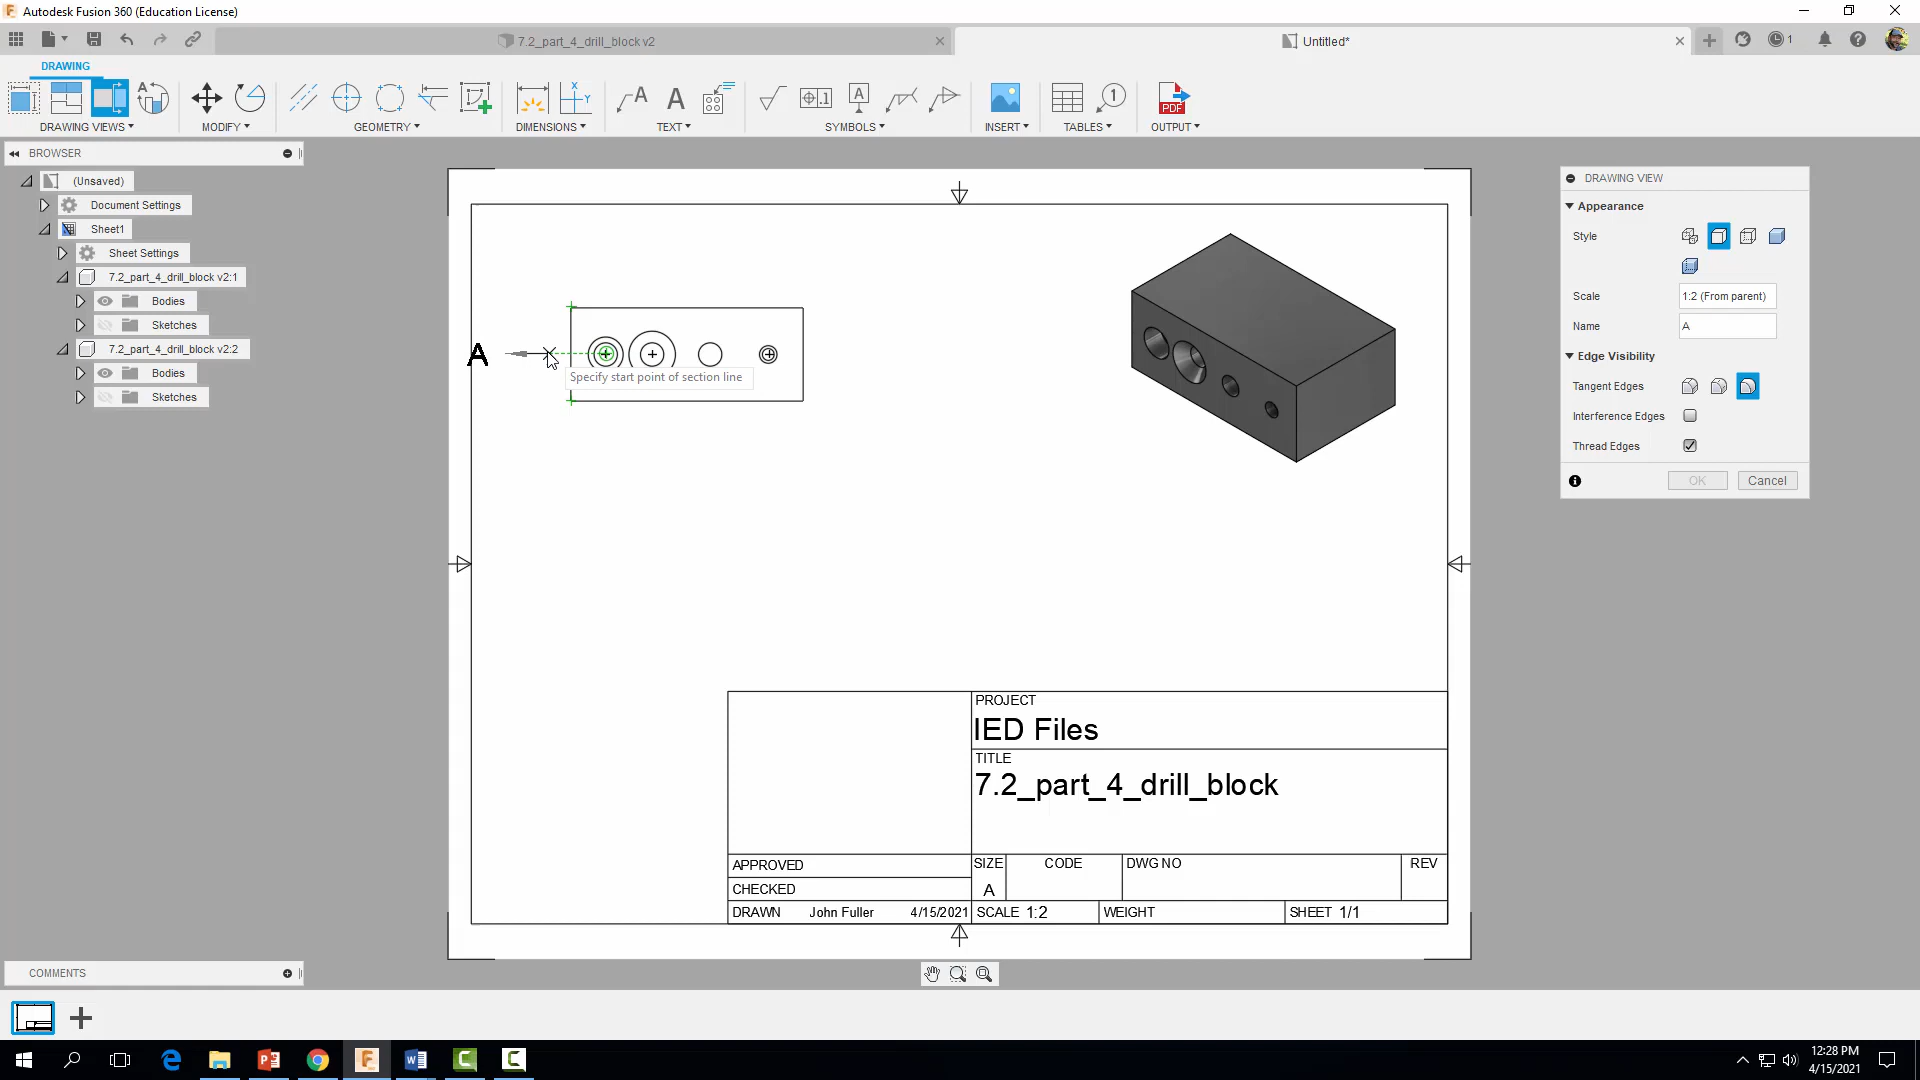 Autodesk Fusion 360 (Education License)
7.2_part_4_drill_block v2
Untitled*
1
DRAWING
DRAWING VIEWS
MODIFY
GEOMETRY
DIMENSIONS
TEXT
SYMBOLS
INSERT
TABLES
PDF
OUTPUT
BROWSER
(Unsaved)
Document Settings
Sheet1
Sheet Settings
7.2_part_4_drill_block v2:1
Bodies
Sketches
7.2_part_4_drill_block v2:2
Bodies
Sketches
A
Specify start point of section line
DRAWING VIEW
Appearance
Style
Scale 1:2 (From parent)
Name A
Edge Visibility
Tangent Edges
Interference Edges
Thread Edges
OK Cancel
PROJECT
IED Files
TITLE
7.2_part_4_drill_block
APPROVED
CHECKED
DRAWN John Fuller 4/15/2021
SIZE CODE DWG NO REV
A
SCALE 1:2 WEIGHT SHEET 1/1
COMMENTS
12:28 PM
4/15/2021